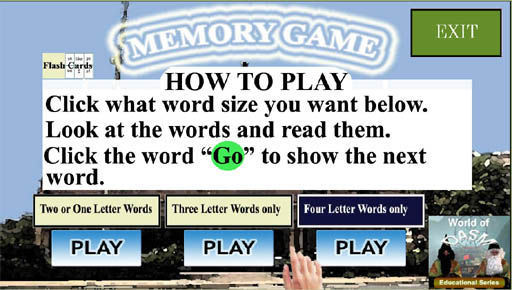 MEMORY GAME
EXIT
Flash Cards
HOW TO PLAY
Click what word size you want below.
Look at the words and read them.
Click the word “Go” to show the next
word.
Two or One Letter Words
Three Letter Words only
Four Letter Words only
PLAY
PLAY
PLAY
World of
Educational Series